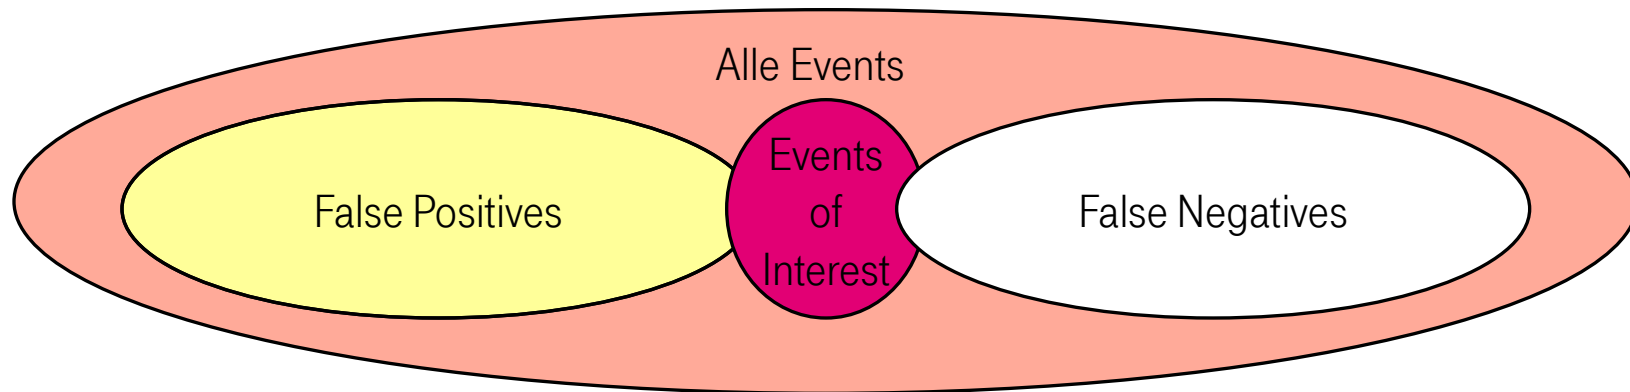 Alle Events
False Positives
Events
of
Interest
False Negatives